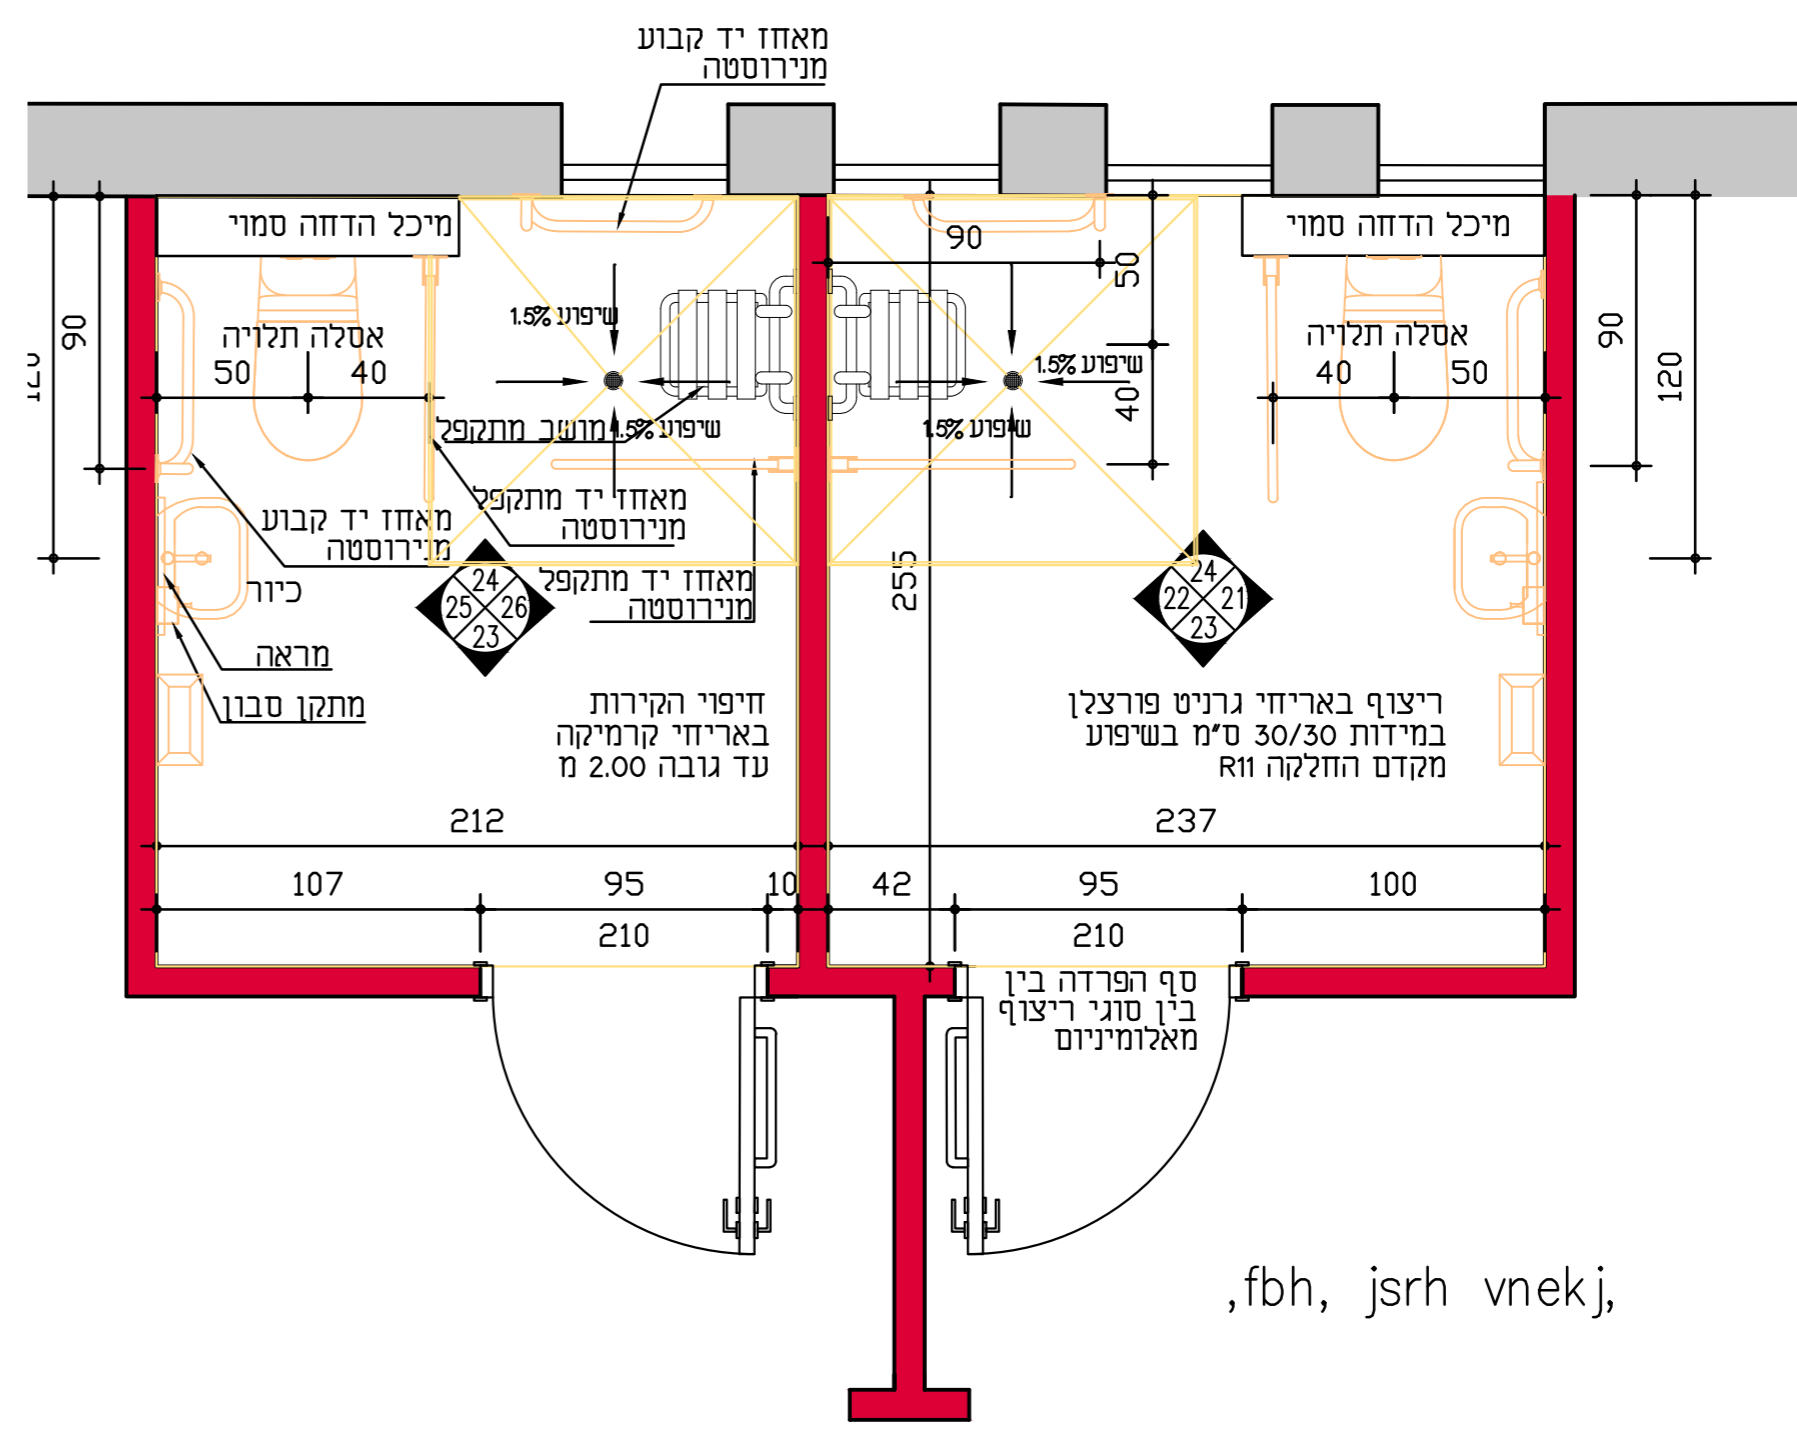 מאחז יד קבוע
מנירוסטה
מיכל הדחה סמוי
מיכל הדחה סמוי
90
50
שיפוע 1.5%
אסלה תלויה
50
40
90
שיפוע 1.5%
אסלה תלויה
40
50
90
120
40
מושב מתקפל
שיפוע 1.5%
שיפוע 1.5%
מאחז יד מתקפל
מנירוסטה
מאחז יד קבוע
מנירוסטה
מאחז יד מתקפל
מנירוסטה
255
כיור
24
25
26
23
24
22
21
23
מראה
מתקן סבון
חיפוי הקירות
באריחי קרמיקה
עד גובה 2.00 מ
ריצוף באריחי גרניט פורצלן
במידות 30/30 ס"מ בשיפוע
מקדם החלקה R11
212
237
107
95
10
42
95
100
210
210
סף הפרדה בין
בין סוגי ריצוף
מאלומיניום
,fbh, jsrh vnekj,